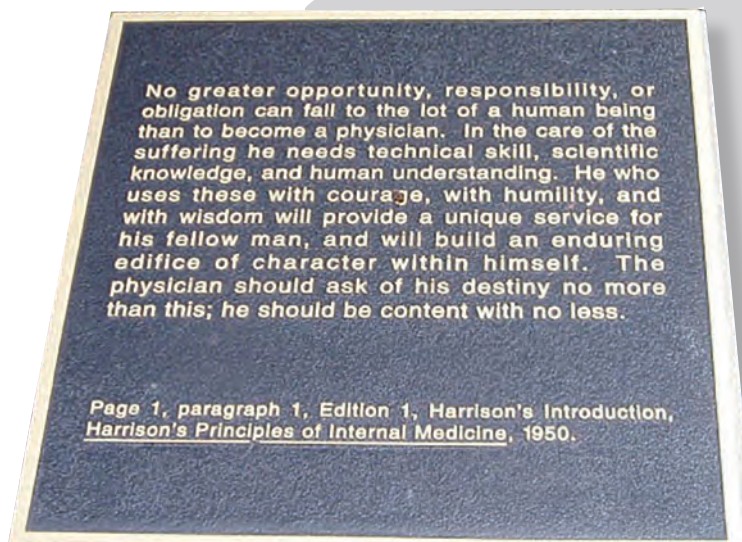 No greater opportunity, responsibility, or
obligation can fall to the lot of a human being
than to become a physician. In the care of the
suffering he needs technical skill, scientific
knowledge, and human understanding. He who
uses these with courage, with humility, and
with wisdom will provide a unique service for
his fellow man, and will build an enduring
edifice of character within himself. The
physician should ask of his destiny no more
than this; he should be content with no less.
Page 1, paragraph 1, Edition 1, Harrison's Introduction,
Harrison's Principles of Internal Medicine, 1950.